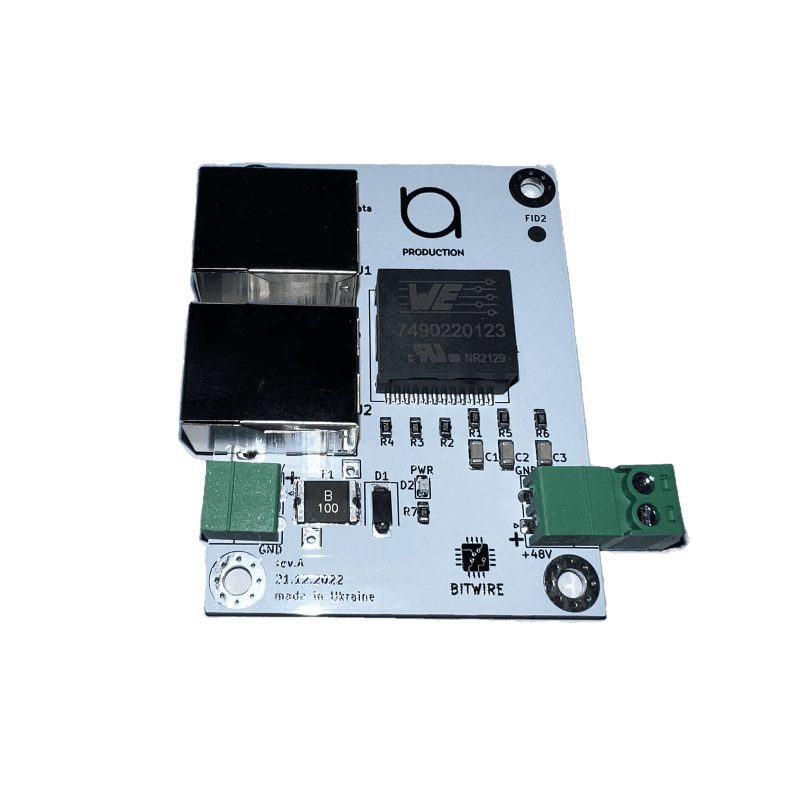 ata
PRODUCTION
FID2
J1
WE
7490220123
NR2129
J2
R4 R3 R2 R1 R5 R6
C1 C2 C3
GND
F1 D1 PWR
D2
B
100
R7
+
+
+48V
GND
rev.A
21.12.2022
made in Ukraine
BITWIRE